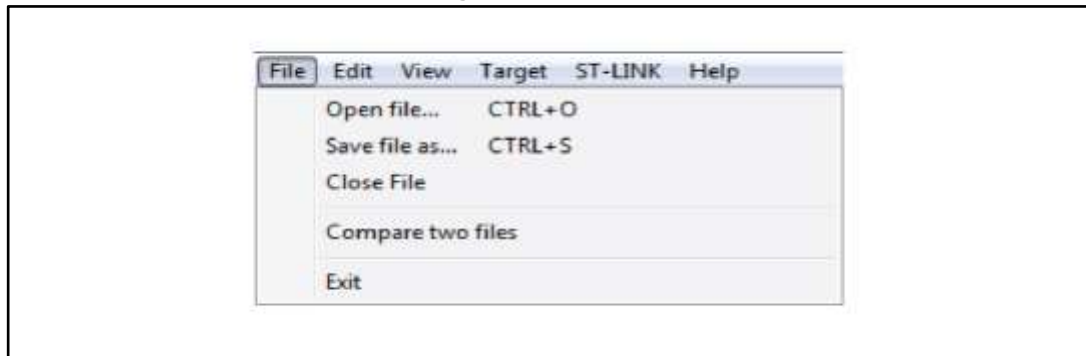 File Edit View Target ST-LINK Help
Open file... CTRL+O
Save file as... CTRL+S
Close File
Compare two files
Exit